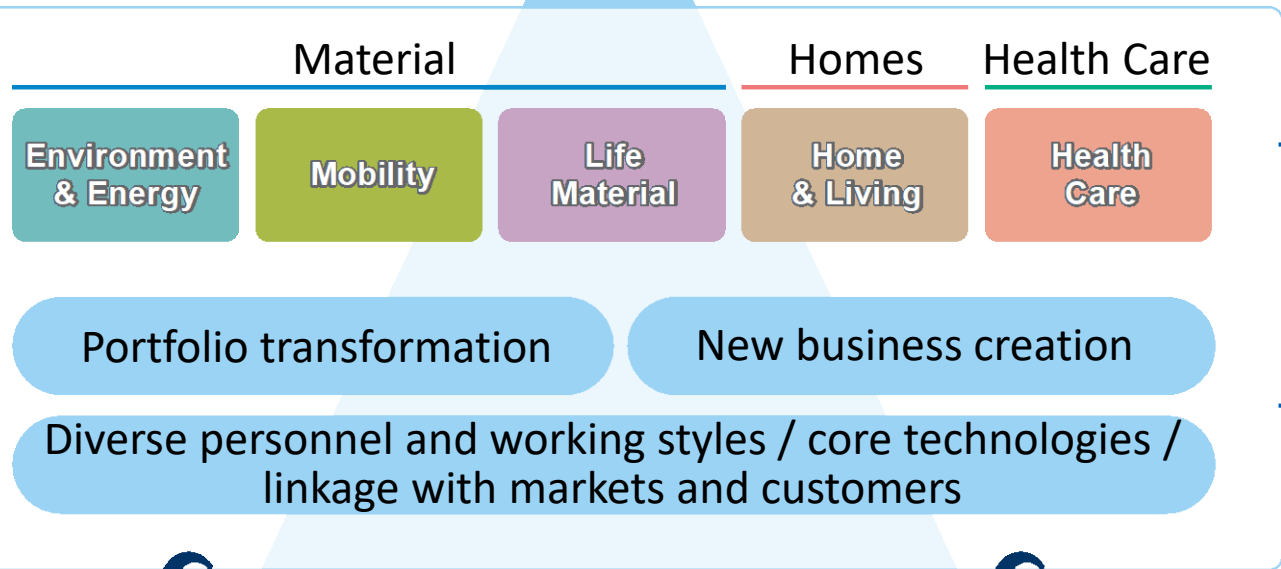 Material
Homes
Health Care
Environment
& Energy
Mobility
Life
Material
Home
& Living
Health
Care
Portfolio transformation
New business creation
Diverse personnel and working styles / core technologies /
linkage with markets and customers